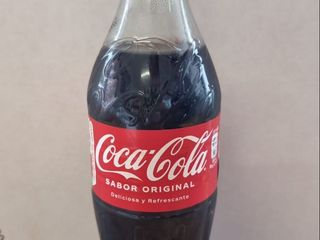 Coca-Cola
SABOR ORIGINAL
Deliciosa y Refrescante